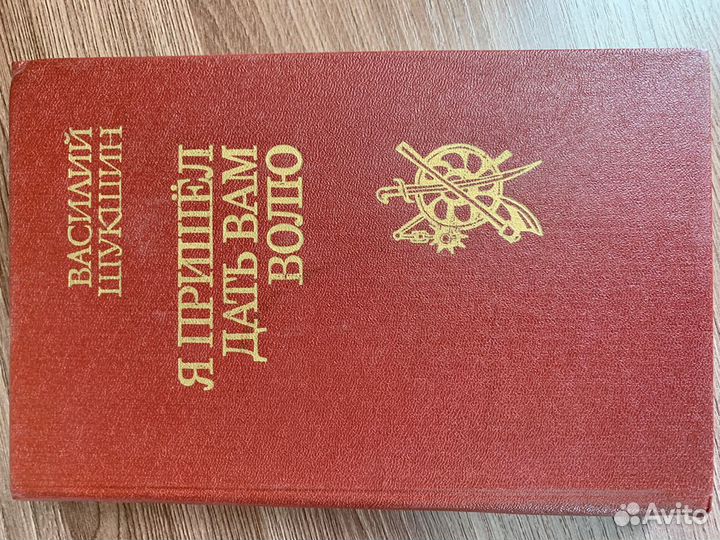 ВАСИЛИЙ
ШУКШИН
Я ПРИШЁЛ
ДАТЬ ВАМ
ВОЛЮ
Avito